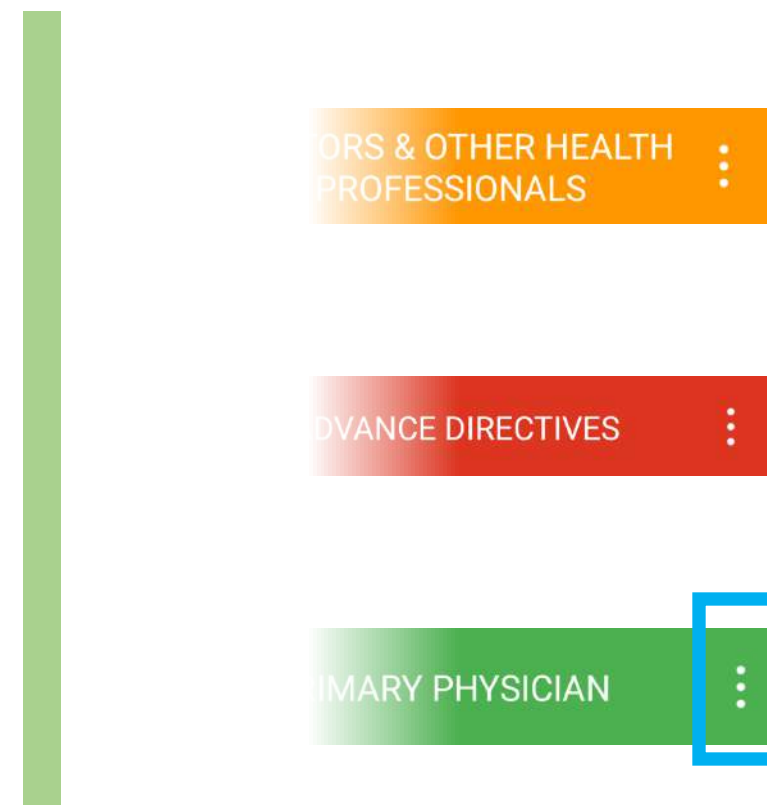 ORS & OTHER HEALTH
PROFESSIONALS
DVANCE DIRECTIVES
IMARY PHYSICIAN